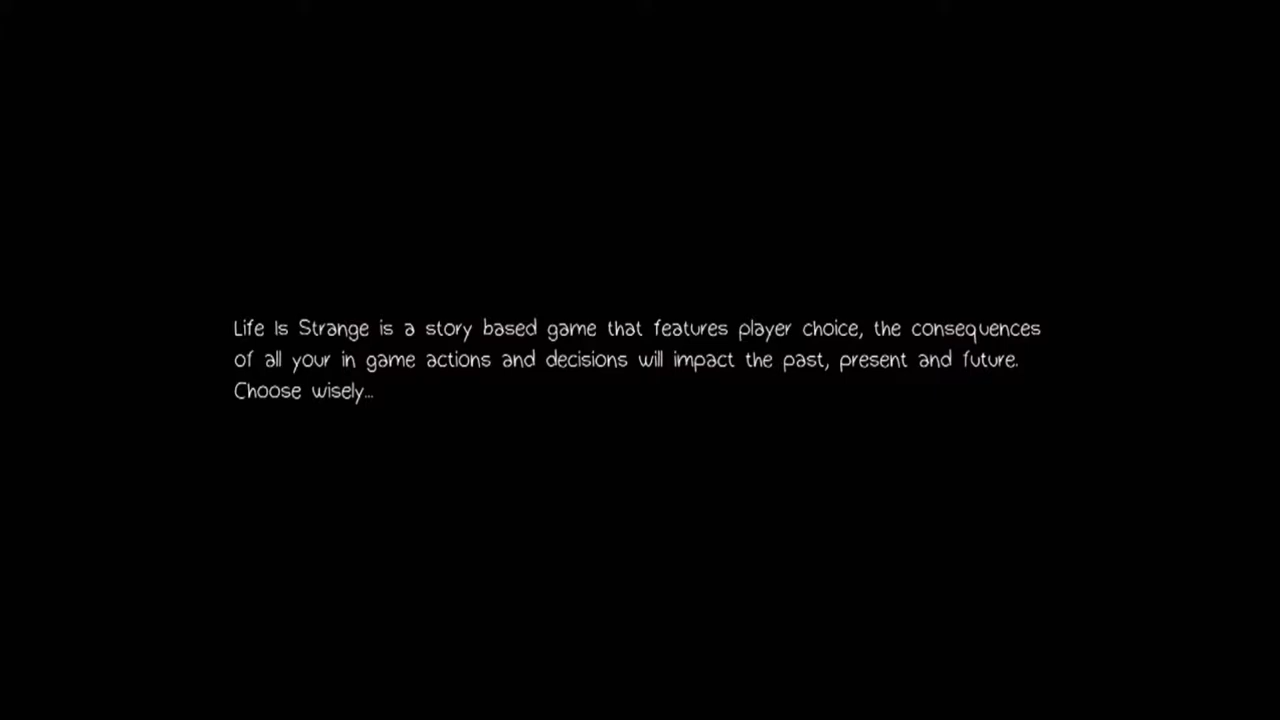 Life Is Strange is a story based game that features player choice, the consequences
of all your in game actions and decisions will impact the past, present and future.
Choose wisely...